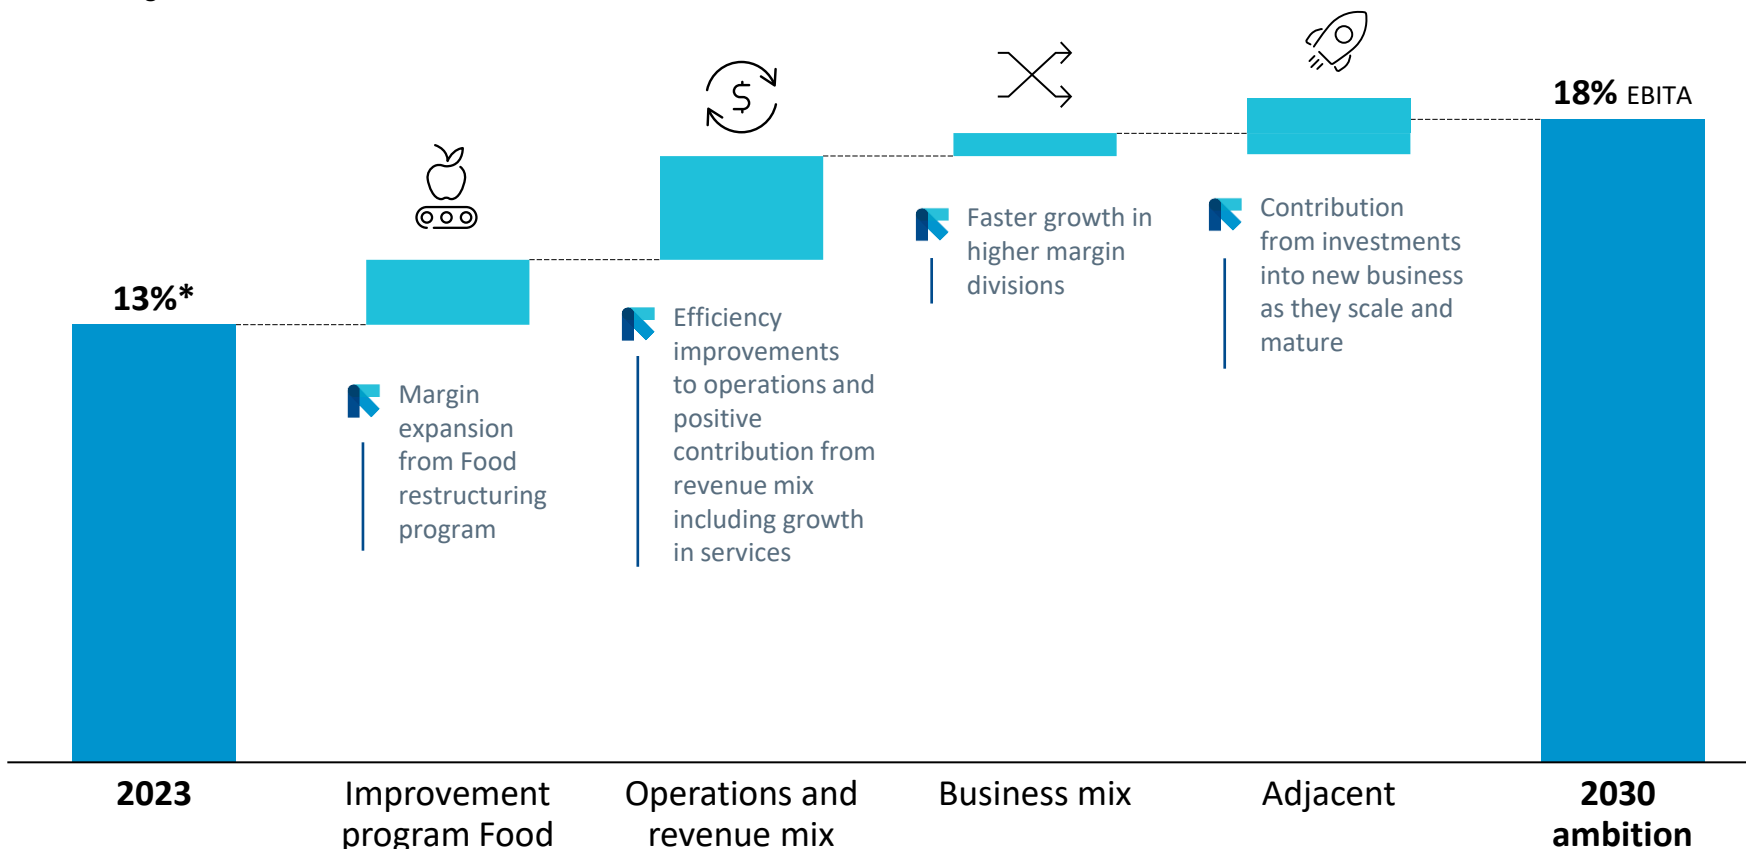 13%*
18% EBITA
Margin
expansion
from Food
restructuring
program
Efficiency
improvements
to operations and
positive
contribution from
revenue mix
including growth
in services
Faster growth in
higher margin
divisions
Contribution
from investments
into new business
as they scale and
mature
2023
Improvement
program Food
Operations and
revenue mix
Business mix
Adjacent
2030
ambition